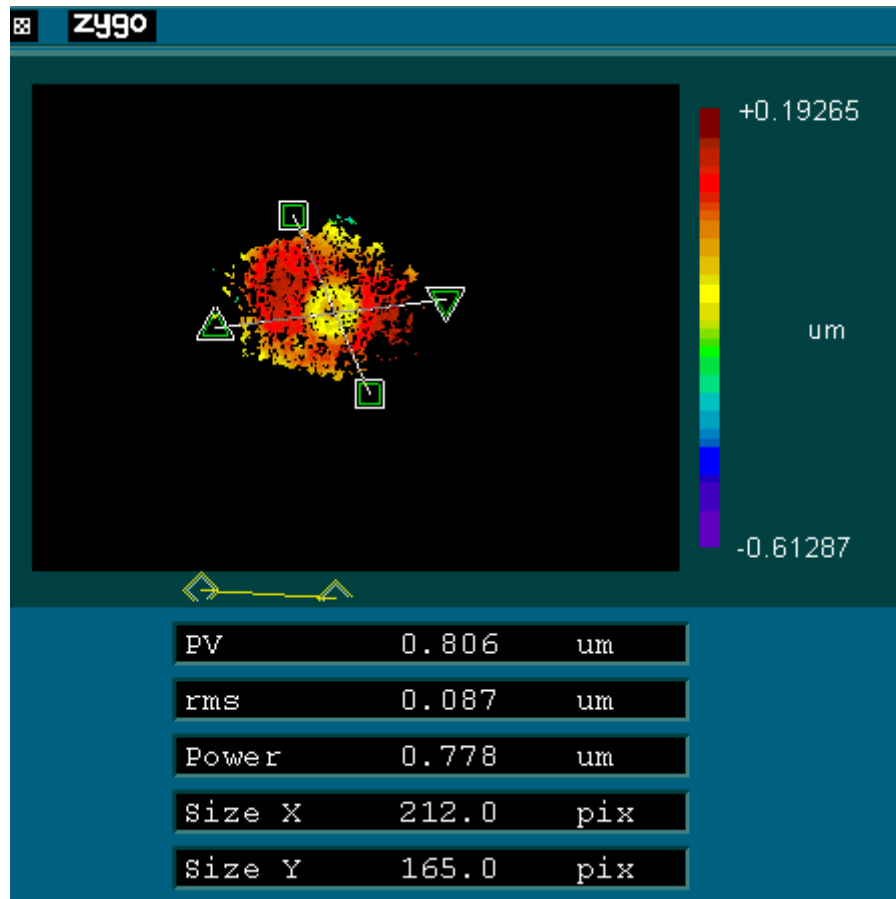 zygo
+0.19265
um
-0.61287
PV 0.806 um
rms 0.087 um
Power 0.778 um
Size X 212.0 pix
Size Y 165.0 pix